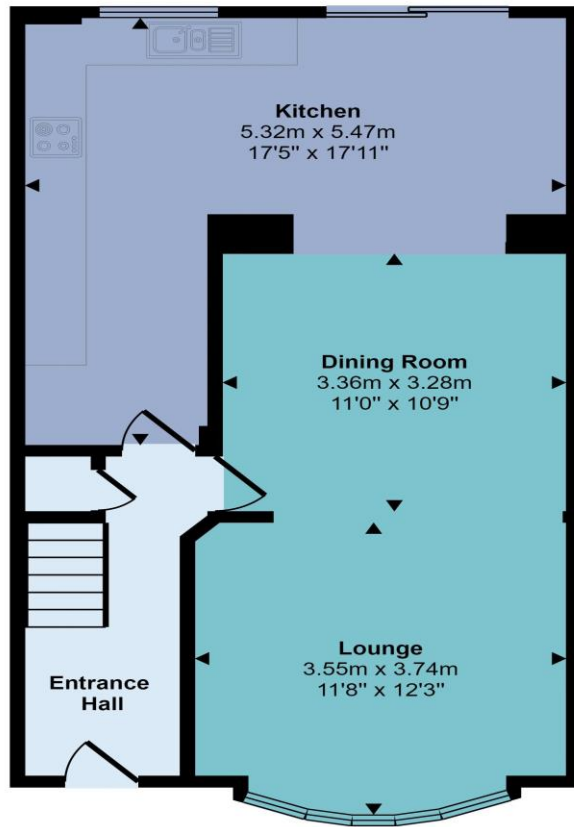 Kitchen
5.32m x 5.47m
17'5" x 17'11"
Dining Room
3.36m x 3.28m
11'0" x 10'9"
Lounge
3.55m x 3.74m
11'8" x 12'3"
Entrance
Hall